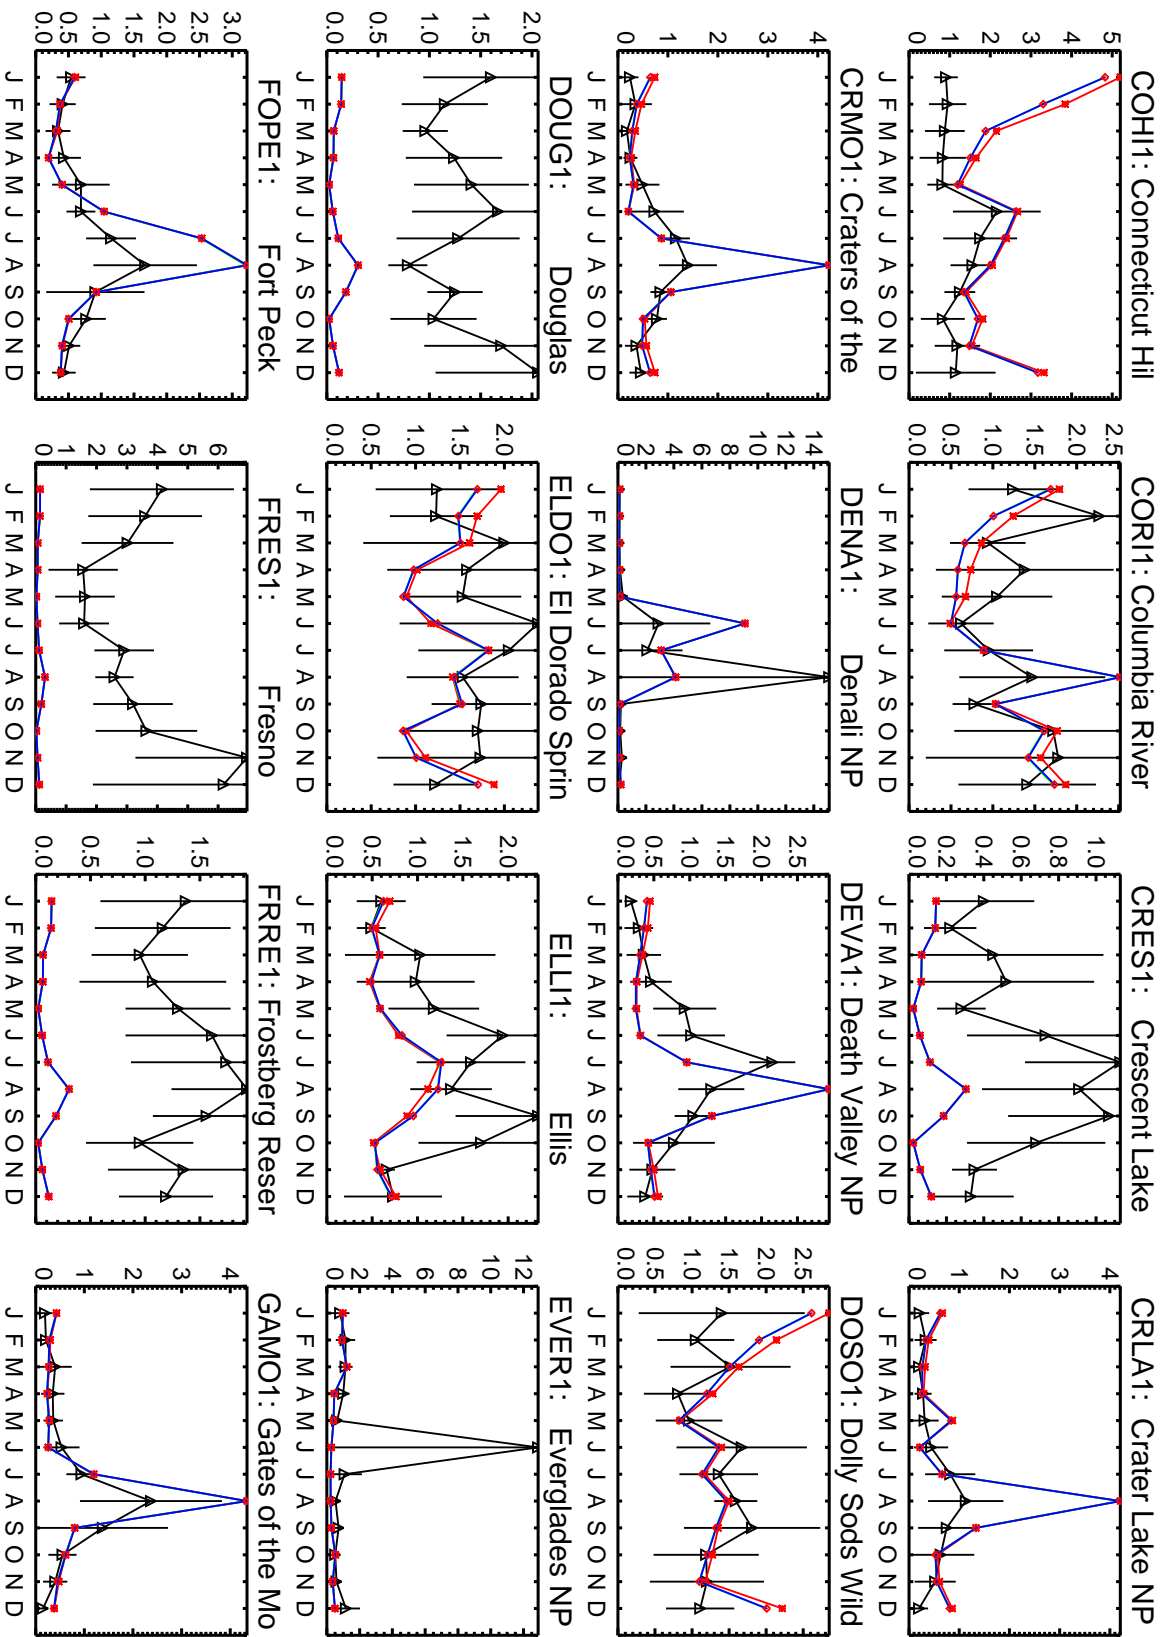 COHI1: Connecticut Hil
0 1 2 3 4 5
J F M A M J J A S O N D
CORI1: Columbia River
0.0 0.5 1.0 1.5 2.0 2.5
J F M A M J J A S O N D
CRES1: Crescent Lake
0.0 0.2 0.4 0.6 0.8 1.0
J F M A M J J A S O N D
CRLA1: Crater Lake NP
0 1 2 3 4
J F M A M J J A S O N D
CRMO1: Craters of the
0 1 2 3 4
J F M A M J J A S O N D
DENA1: Denali NP
0 2 4 6 8 10 12 14
J F M A M J J A S O N D
DEVA1: Death Valley NP
0.0 0.5 1.0 1.5 2.0 2.5
J F M A M J J A S O N D
DOSO1: Dolly Sods Wild
0.0 0.5 1.0 1.5 2.0 2.5
J F M A M J J A S O N D
DOUG1: Douglas
0.0 0.5 1.0 1.5 2.0
J F M A M J J A S O N D
ELDO1: El Dorado Sprin
0.0 0.5 1.0 1.5 2.0
J F M A M J J A S O N D
ELLI1: Ellis
0.0 0.5 1.0 1.5 2.0
J F M A M J J A S O N D
EVER1: Everglades NP
0 2 4 6 8 10 12
J F M A M J J A S O N D
FOPE1: Fort Peck
0.0 0.5 1.0 1.5 2.0 2.5 3.0
J F M A M J J A S O N D
FRES1: Fresno
0 1 2 3 4 5 6
J F M A M J J A S O N D
FRRE1: Frostberg Reser
0.0 0.5 1.0 1.5
J F M A M J J A S O N D
GAMO1: Gates of the Mo
0 1 2 3 4
J F M A M J J A S O N D